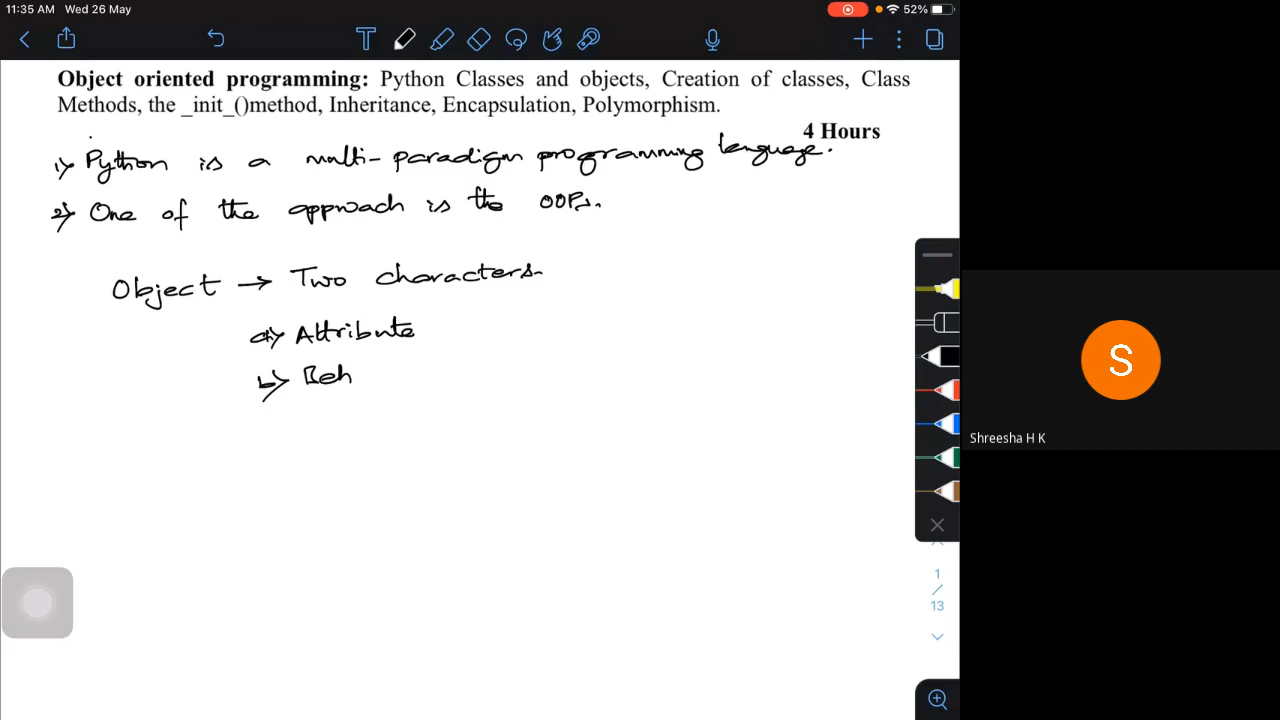 11:35 AM Wed 26 May 52%
Object oriented programming: Python Classes and objects, Creation of classes, Class
Methods, the _init_()method, Inheritance, Encapsulation, Polymorphism.
4 Hours
1) Python is a multi-paradigm programming language.
2) One of the approach is the OOPs.
Object → Two characters.
a) Attribute
b) Beh
S
Shreesha H K
1
/
13